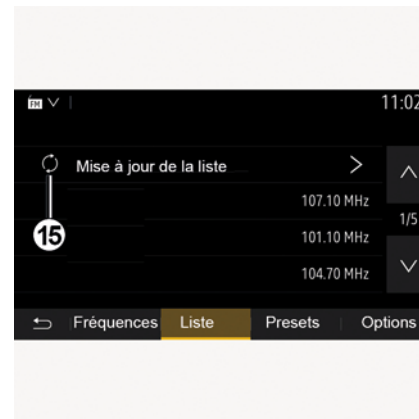 FM 11:02
Mise à jour de la liste
15
107.10 MHz
1/5
101.10 MHz
104.70 MHz
Fréquences Liste Presets Options